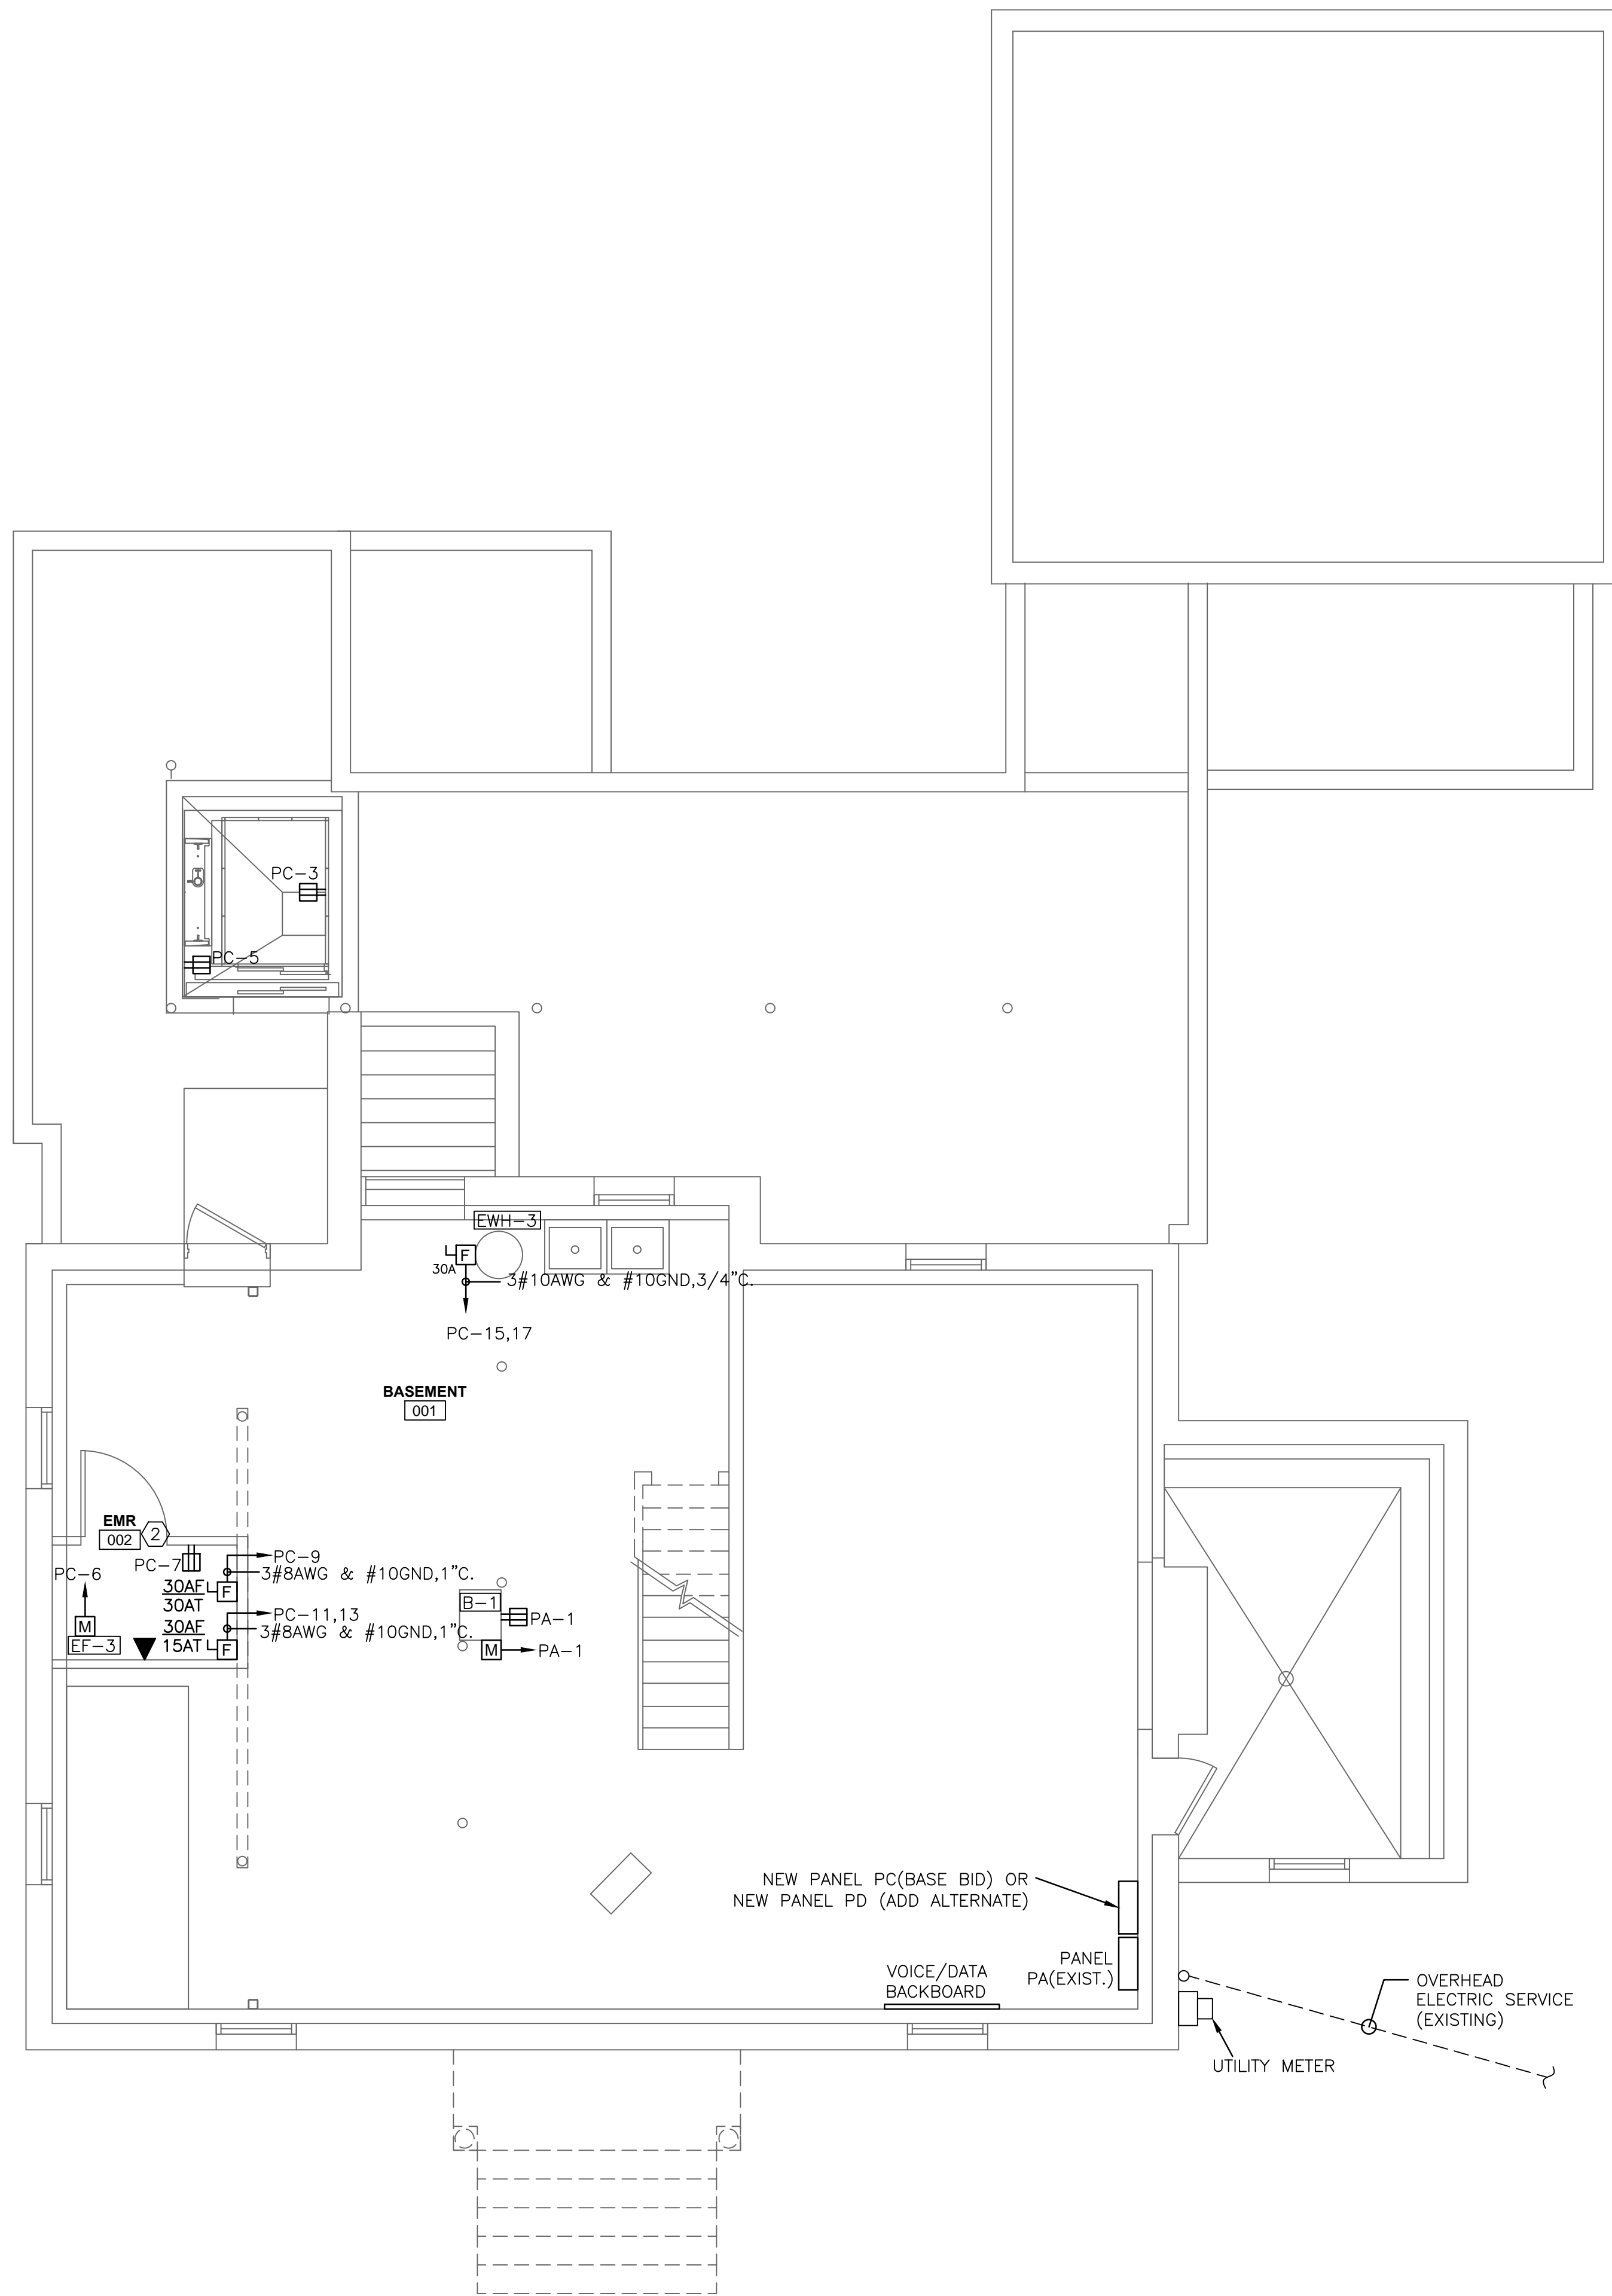 PC-3
PC-5
EWH-3
F
30A
3#10AWG & #10GND,3/4"C.
PC-15,17
BASEMENT
001
EMR
002
2
PC-7
PC-9
3#8AWG & #10GND,1"C.
PC-6
30AF
30AT
F
PC-11,13
3#8AWG & #10GND,1"C.
M
EF-3
30AF
15AT
F
B-1
PA-1
M
PA-1
NEW PANEL PC(BASE BID) OR
NEW PANEL PD (ADD ALTERNATE)
PANEL
PA(EXIST.)
VOICE/DATA
BACKBOARD
OVERHEAD
ELECTRIC SERVICE
(EXISTING)
UTILITY METER